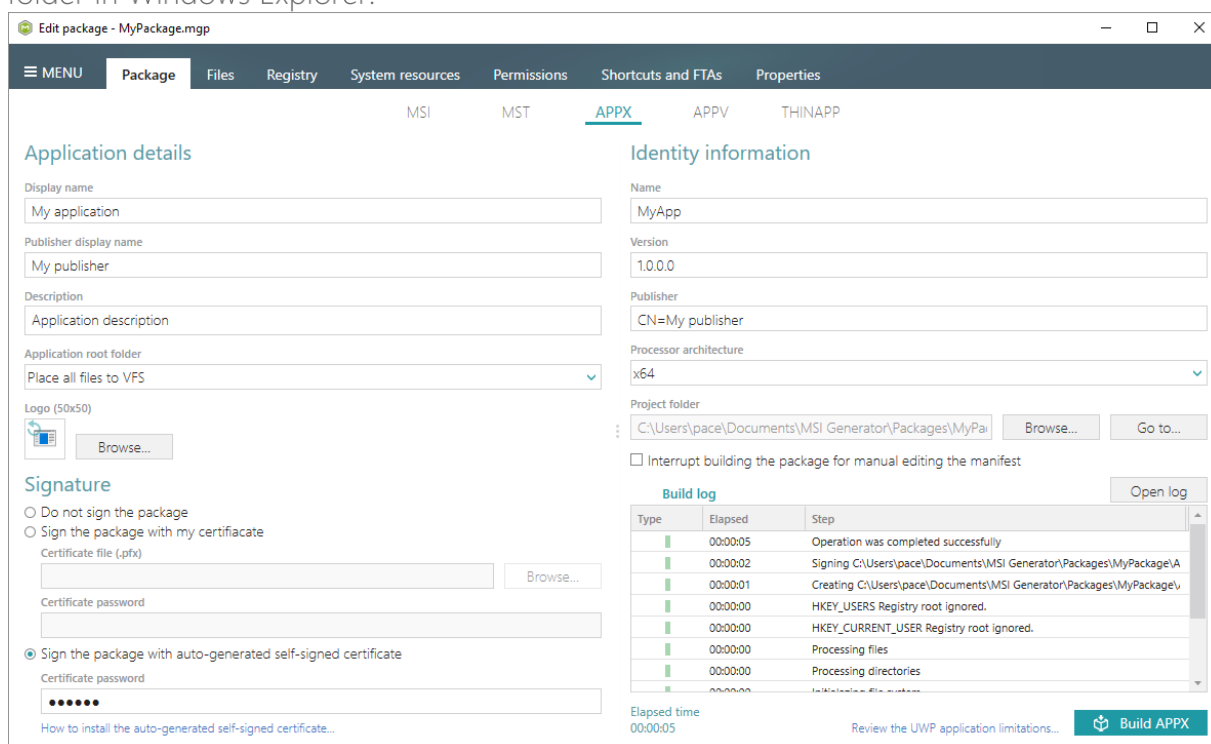 folder in Windows Explorer.
Edit package - MyPackage.mgp
MENU Package Files Registry System resources Permissions Shortcuts and FTAs Properties
MSI MST APPX APPV THINAPP
Application details
Display name
My application
Publisher display name
My publisher
Description
Application description
Application root folder
Place all files to VFS
Logo (50x50)
Browse...
Signature
Do not sign the package
Sign the package with my certifiacate
Certificate file (.pfx)
Browse...
Certificate password
Sign the package with auto-generated self-signed certificate
Certificate password
••••••
How to install the auto-generated self-signed certificate...
Identity information
Name
MyApp
Version
1.0.0.0
Publisher
CN=My publisher
Processor architecture
x64
Project folder
C:\Users\pace\Documents\MSI Generator\Packages\MyPa Browse... Go to...
Interrupt building the package for manual editing the manifest
Build log Open log
Type Elapsed Step
00:00:05 Operation was completed successfully
00:00:02 Signing C:\Users\pace\Documents\MSI Generator\Packages\MyPackage\A
00:00:01 Creating C:\Users\pace\Documents\MSI Generator\Packages\MyPackage\
00:00:00 HKEY_USERS Registry root ignored.
00:00:00 HKEY_CURRENT_USER Registry root ignored.
00:00:00 Processing files
00:00:00 Processing directories
Elapsed time
00:00:05 Review the UWP application limitations... Build APPX